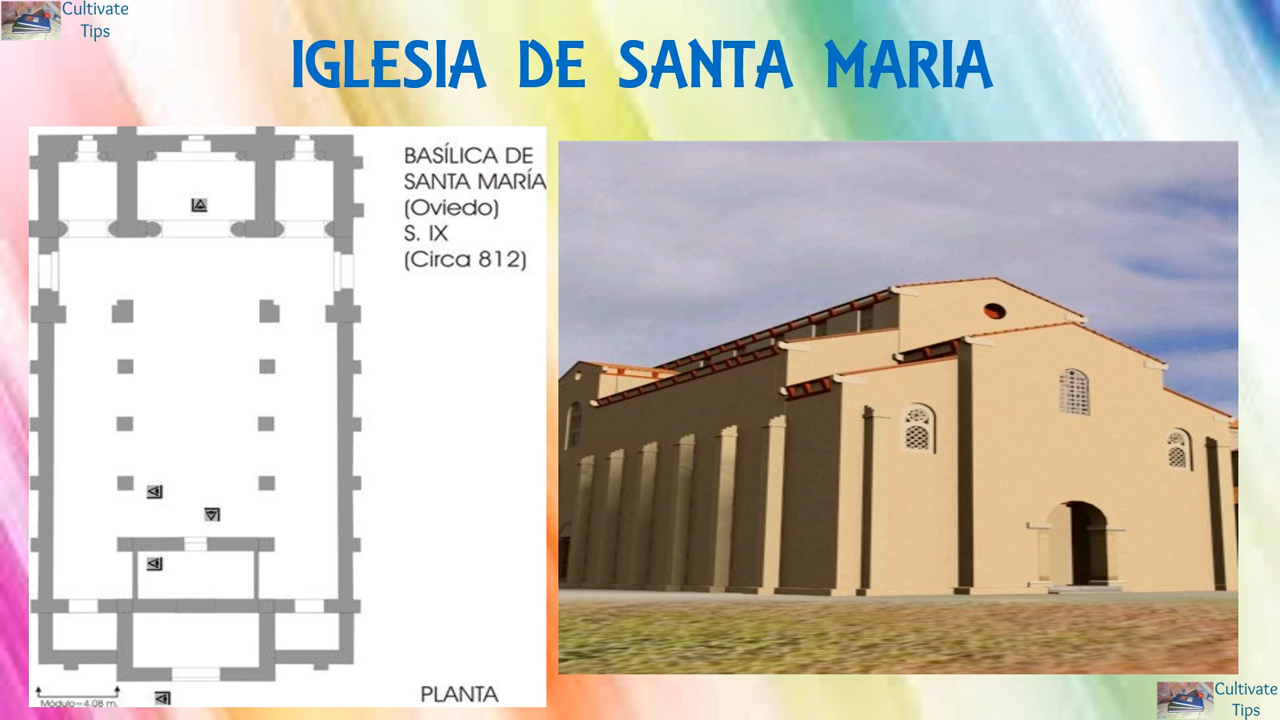 Cultivate
Tips
IGLESIA DE SANTA MARIA
BASÍLICA DE
SANTA MARÍA
(Oviedo)
S. IX
(Circa 812)
PLANTA
Módulo=4.08 m.
Cultivate
Tips